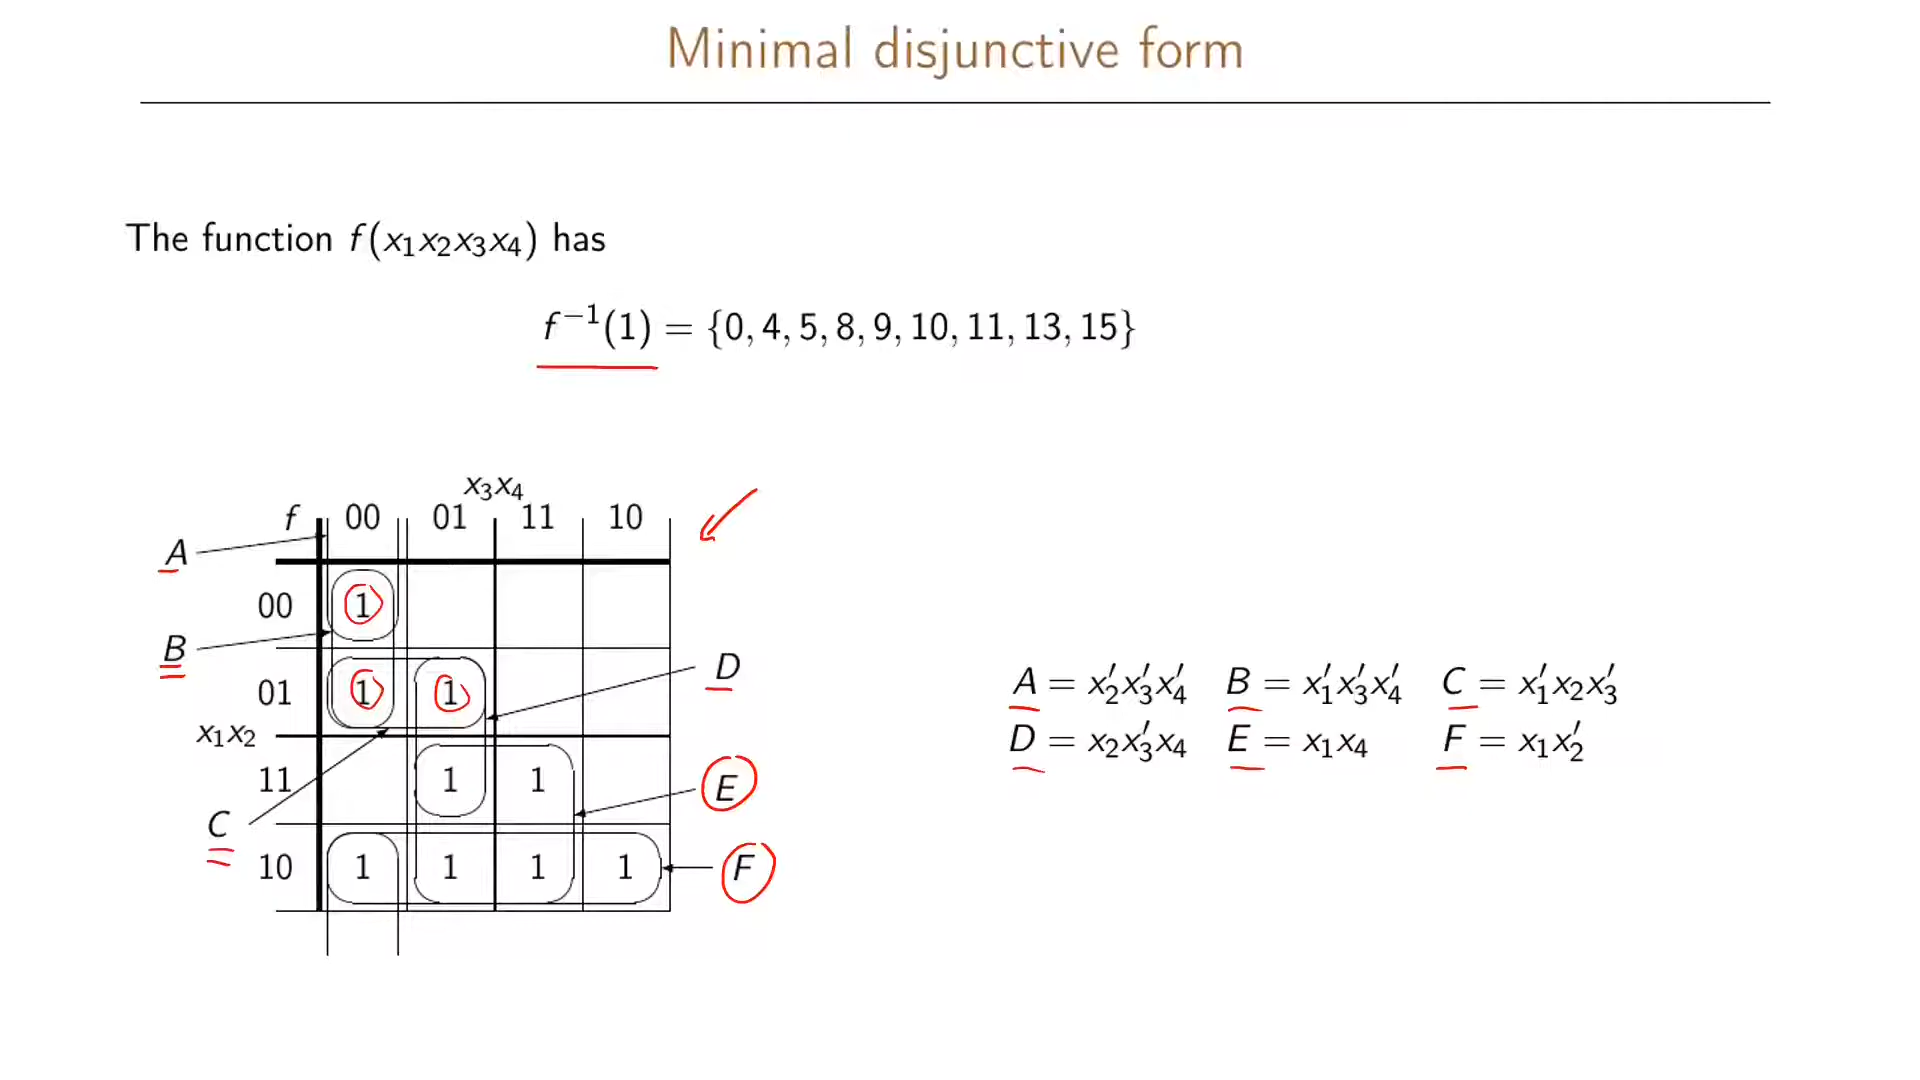 Minimal disjunctive form
The function f(x₁x₂x₃x₄) has
f⁻¹(1) = {0, 4, 5, 8, 9, 10, 11, 13, 15}
x₃x₄
f 00 01 11 10
A
00 1
B
01 1 1 D
x₁x₂
11 1 1 E
C
10 1 1 1 1 F
A = x₂′x₃′x₄′ B = x₁′x₃′x₄′ C = x₁′x₂x₃′
D = x₂x₃′x₄ E = x₁x₄ F = x₁x₂′